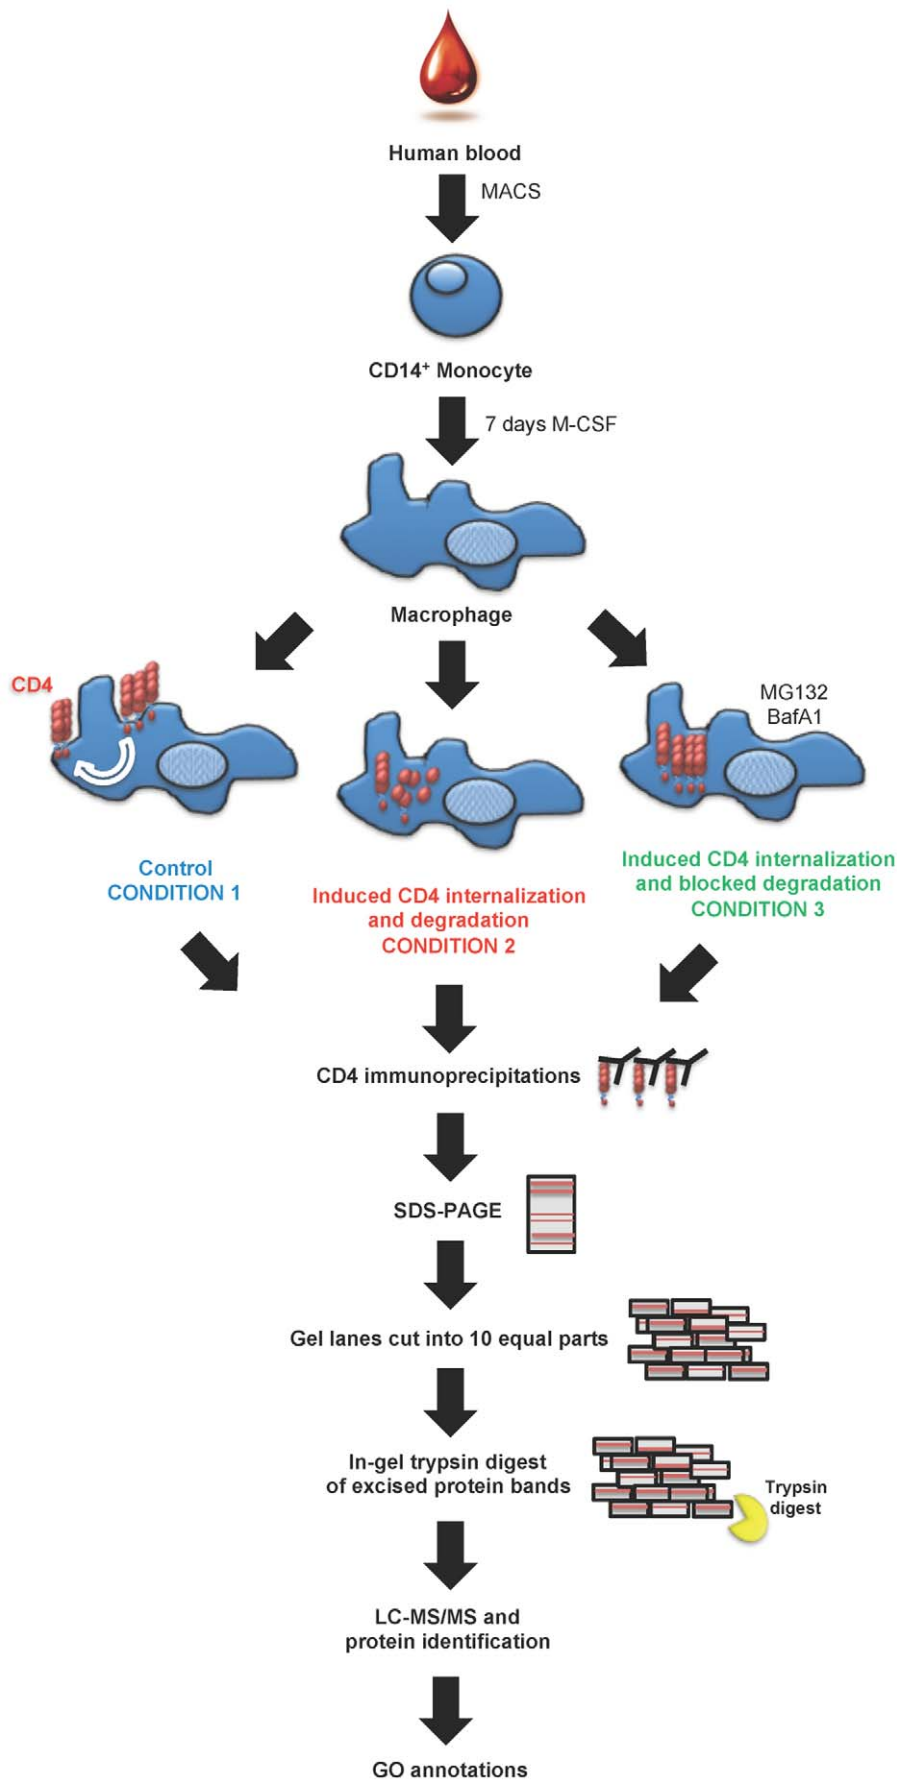 Human blood
MACS
CD14⁺ Monocyte
7 days M-CSF
Macrophage
CD4
MG132
BafA1
Control
CONDITION 1
Induced CD4 internalization
and degradation
CONDITION 2
Induced CD4 internalization
and blocked degradation
CONDITION 3
CD4 immunoprecipitations
SDS-PAGE
Gel lanes cut into 10 equal parts
In-gel trypsin digest
of excised protein bands
Trypsin
digest
LC-MS/MS and
protein identification
GO annotations